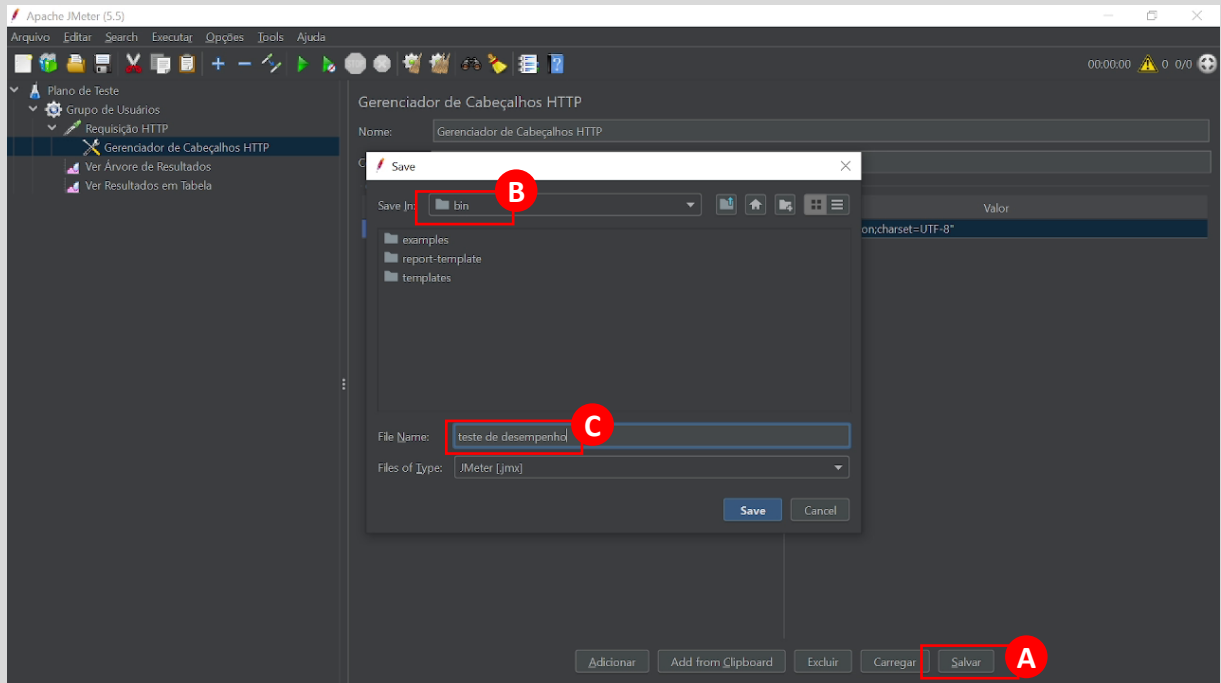 Apache JMeter (5.5)
Arquivo Editar Search Executar Opções Tools Ajuda
00:00:00 0 0/0
Plano de Teste
Grupo de Usuários
Requisição HTTP
Gerenciador de Cabeçalhos HTTP
Ver Árvore de Resultados
Ver Resultados em Tabela
Gerenciador de Cabeçalhos HTTP
Nome: Gerenciador de Cabeçalhos HTTP
C
Save
B
Save In: bin
Valor
on;charset=UTF-8"
examples
report-template
templates
C
File Name: teste de desempenho
Files of Type: JMeter [.jmx]
Save Cancel
Adicionar Add from Clipboard Excluir Carregar Salvar A